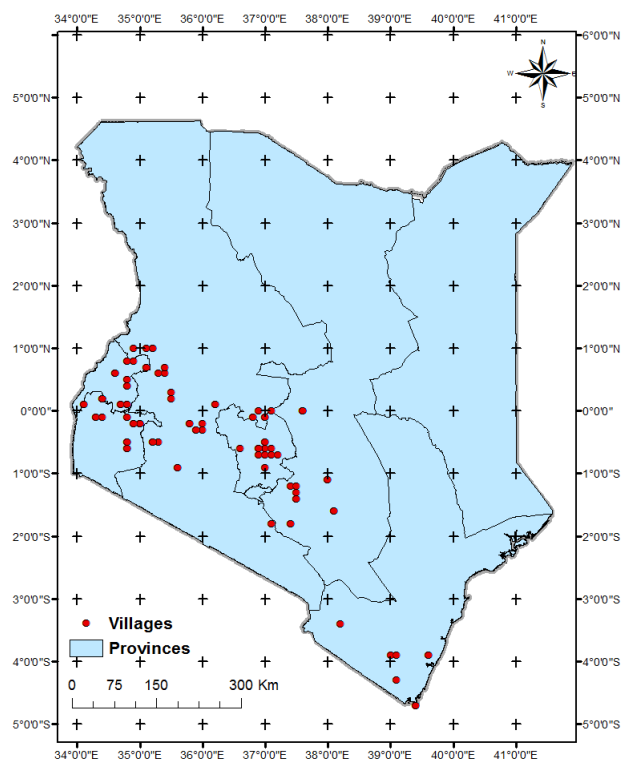 34°0'0"E 35°0'0"E 36°0'0"E 37°0'0"E 38°0'0"E 39°0'0"E 40°0'0"E 41°0'0"E
6°0'0"N
N
W E
S
5°0'0"N 5°0'0"N
4°0'0"N 4°0'0"N
3°0'0"N 3°0'0"N
2°0'0"N 2°0'0"N
1°0'0"N 1°0'0"N
0°0'0" 0°0'0"
1°0'0"S 1°0'0"S
2°0'0"S 2°0'0"S
3°0'0"S 3°0'0"S
Villages
Provinces
4°0'0"S 4°0'0"S
0 75 150 300 Km
5°0'0"S 5°0'0"S
34°0'0"E 35°0'0"E 36°0'0"E 37°0'0"E 38°0'0"E 39°0'0"E 40°0'0"E 41°0'0"E